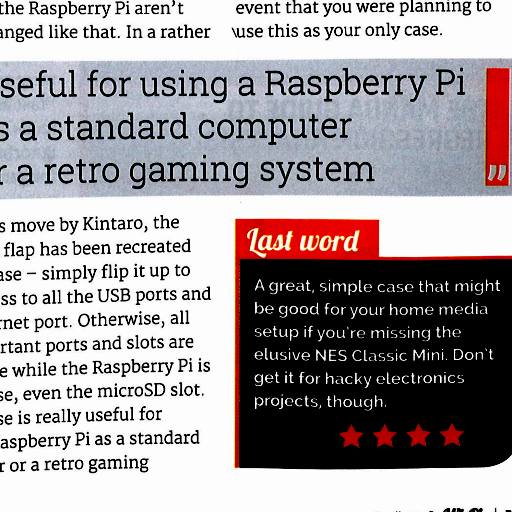 the Raspberry Pi aren't
anged like that. In a rather
event that you were planning to
use this as your only case.
seful for using a Raspberry Pi
s a standard computer
r a retro gaming system
"
s move by Kintaro, the
flap has been recreated
ase – simply flip it up to
ss to all the USB ports and
rnet port. Otherwise, all
rtant ports and slots are
e while the Raspberry Pi is
se, even the microSD slot.
se is really useful for
aspberry Pi as a standard
r or a retro gaming
Last word
A great, simple case that might
be good for your home media
setup if you're missing the
elusive NES Classic Mini. Don't
get it for hacky electronics
projects, though.